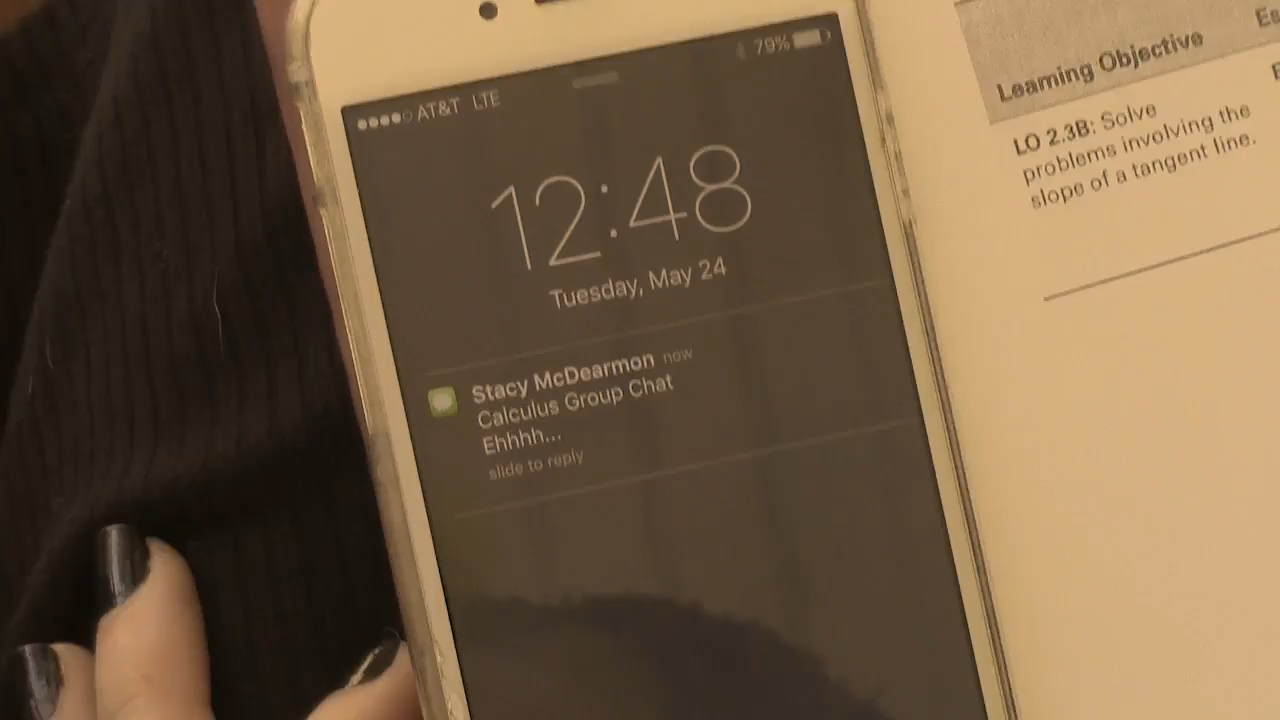 AT&T LTE 79%
12:48
Tuesday, May 24
Stacy McDearmon now
Calculus Group Chat
Ehhhh...
slide to reply
Learning Objective
LO 2.3B: Solve
problems involving the
slope of a tangent line.